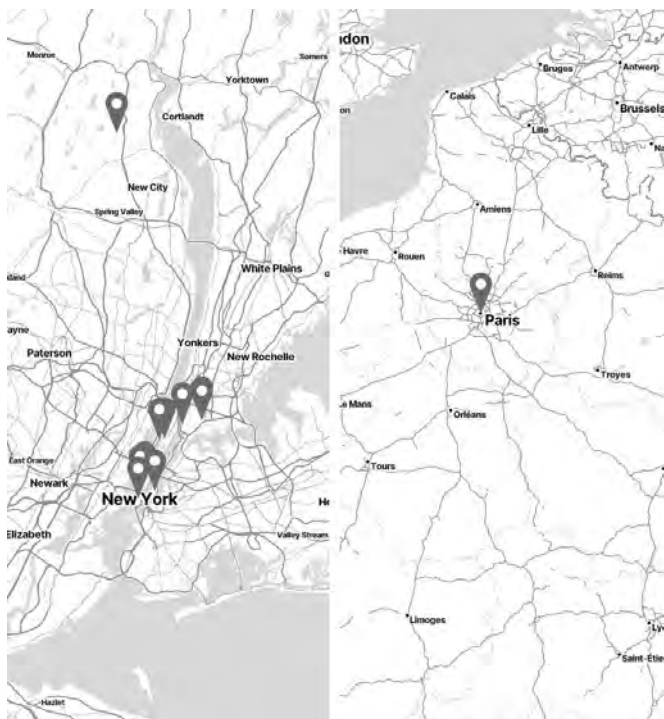 Monroe
Somers
Yorktown
Cortlandt
New City
Spring Valley
White Plains
Yonkers
New Rochelle
Paterson
East Orange
Newark
New York
Elizabeth
Valley Stream
Hazlet
Bruges
Antwerp
Calais
Brussels
Lille
Amiens
Havre
Rouen
Reims
Paris
Troyes
Le Mans
Orléans
Tours
Limoges
Ly
Saint-Étie